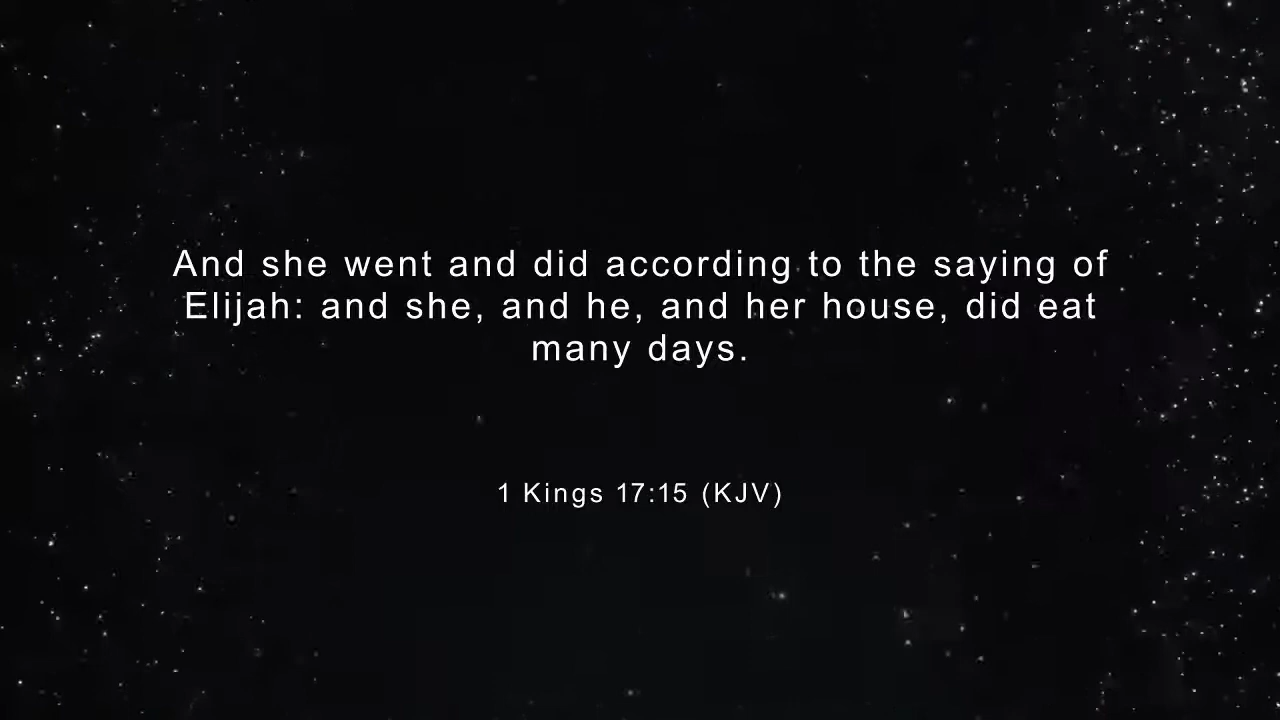 And she went and did according to the saying of
Elijah: and she, and he, and her house, did eat
many days.
1 Kings 17:15 (KJV)